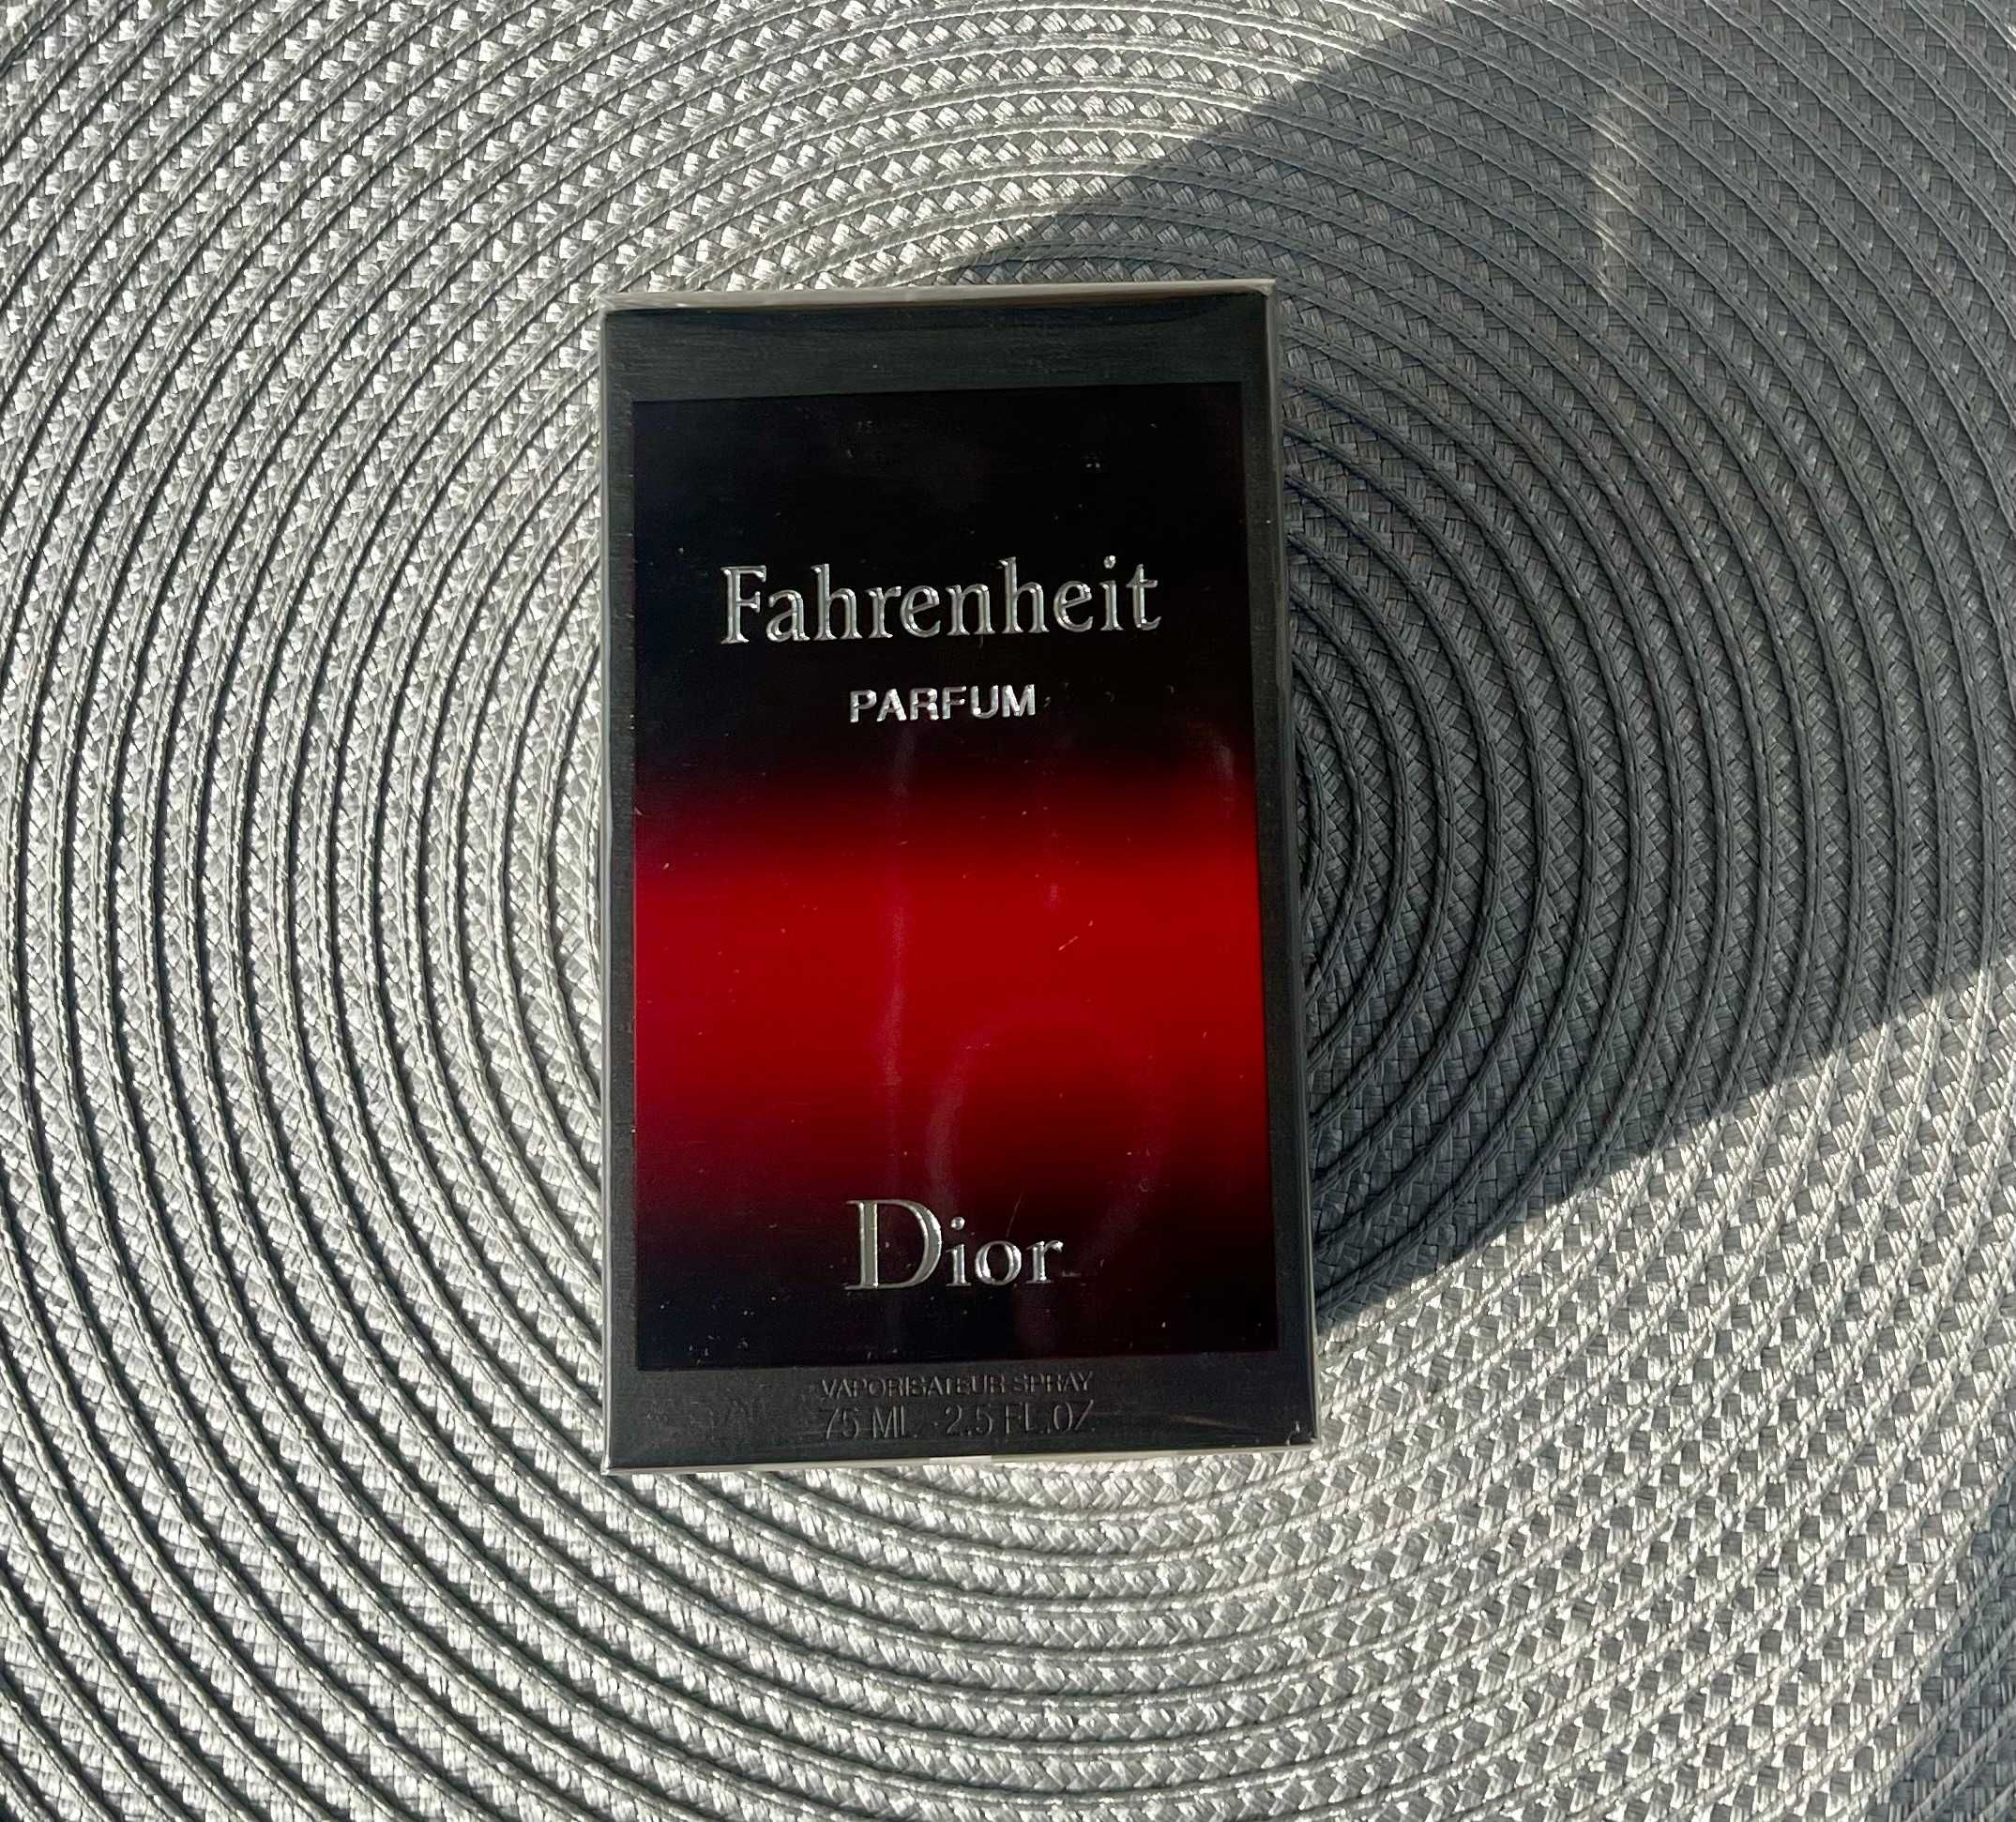 Fahrenheit
PARFUM
Dior
VAPORISATEUR SPRAY
75 ML · 2.5 FL.OZ